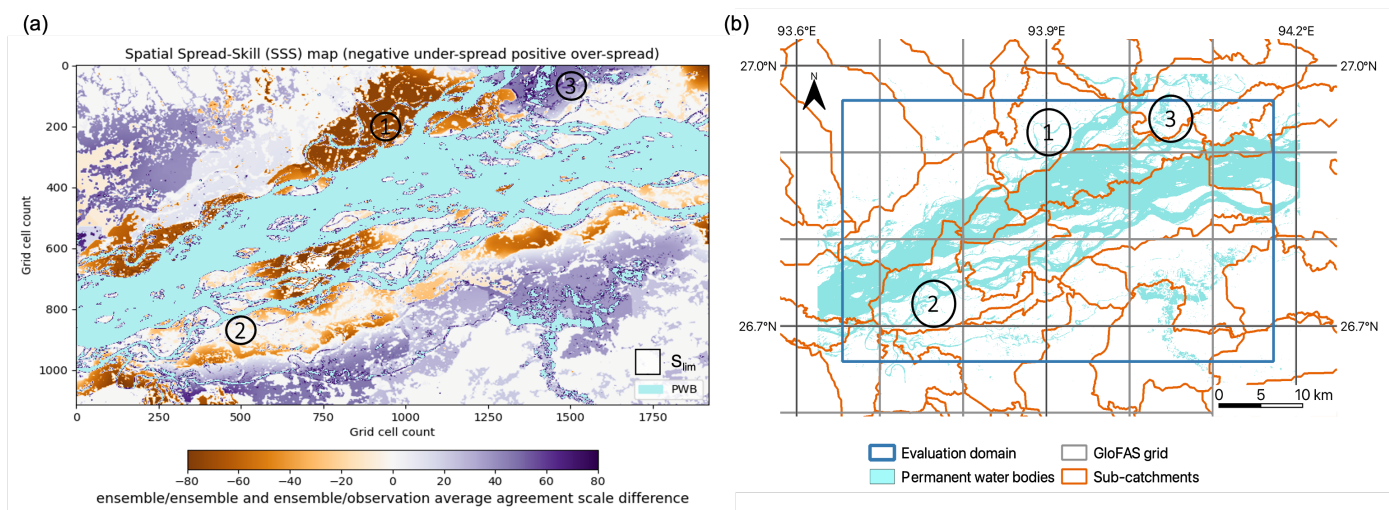 (a)
Spatial Spread-Skill (SSS) map (negative under-spread positive over-spread)
0
200
400
600
800
1000
Grid cell count
1
2
3
S_lim
PWB
0
250
500
750
1000
1250
1500
1750
Grid cell count
−80
−60
−40
−20
0
20
40
60
80
ensemble/ensemble and ensemble/observation average agreement scale difference
(b)
93.6°E
93.9°E
94.2°E
27.0°N
27.0°N
N
1
3
2
26.7°N
26.7°N
0 5 10 km
Evaluation domain
GloFAS grid
Permanent water bodies
Sub-catchments